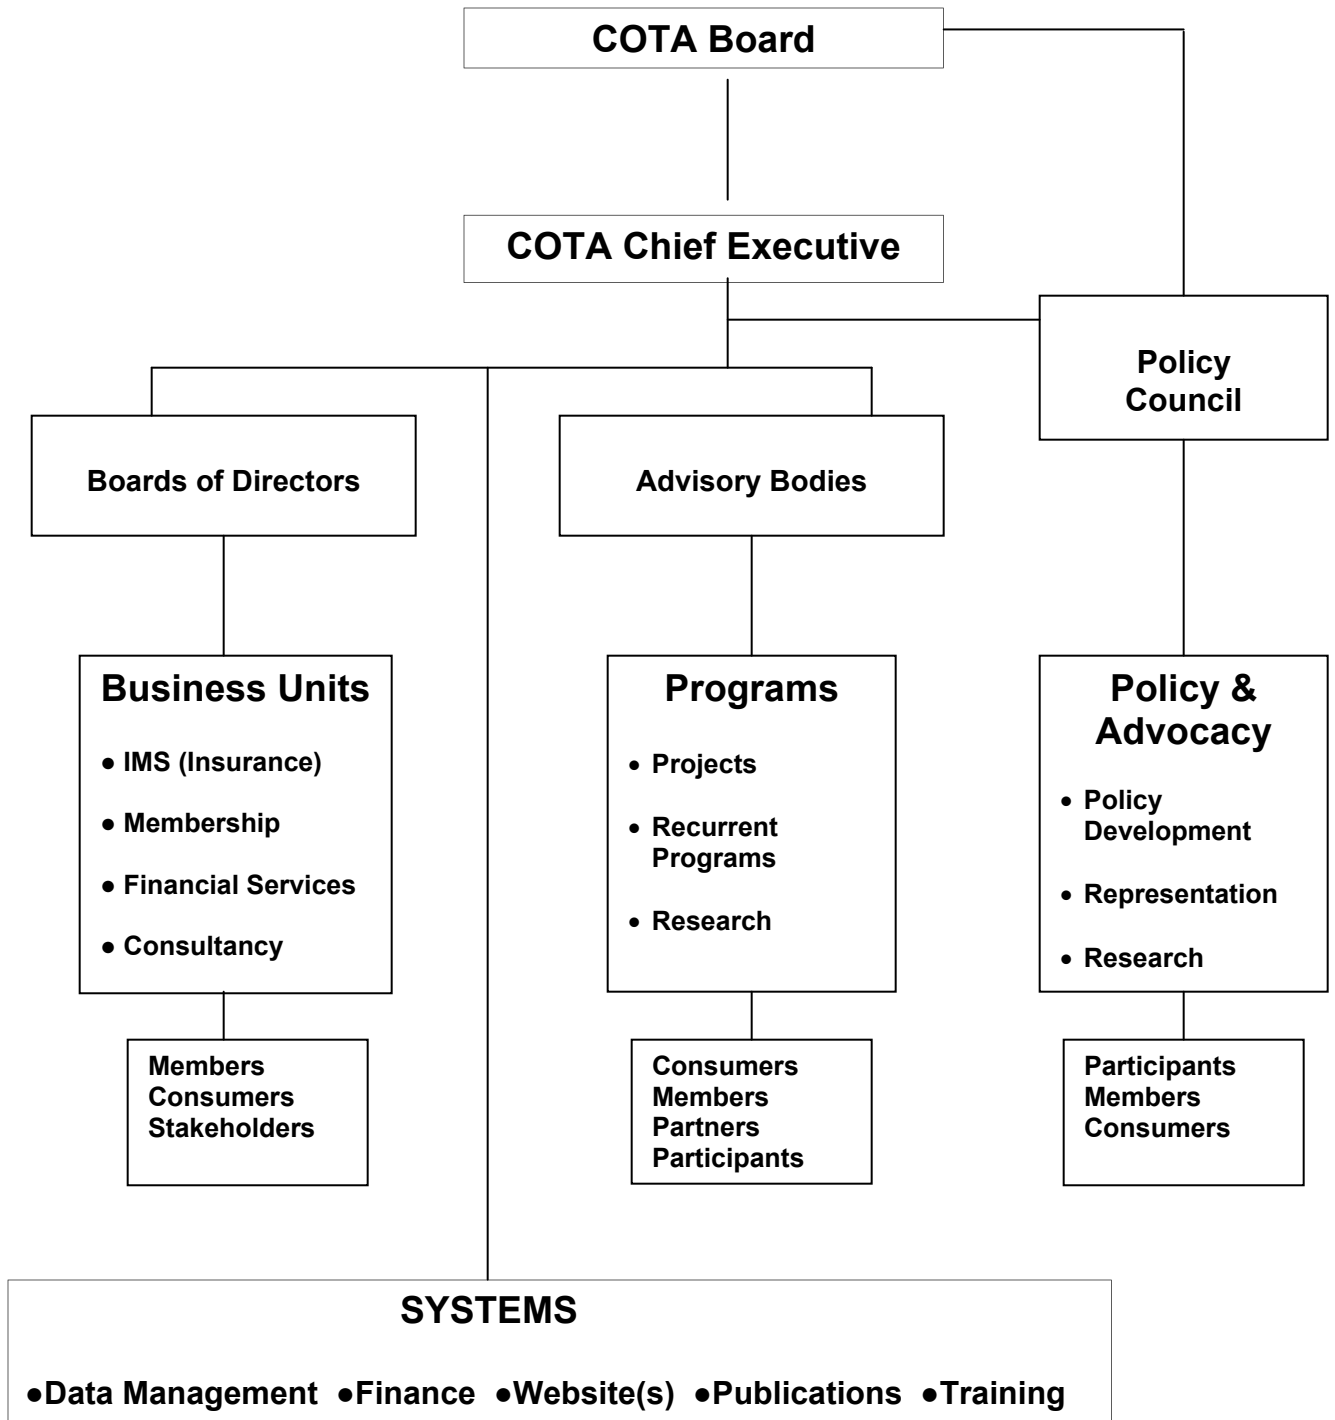 COTA Board
COTA Chief Executive
Policy
Council
Boards of Directors
Advisory Bodies
Business Units
● IMS (Insurance)
● Membership
● Financial Services
● Consultancy
Programs
• Projects
• Recurrent
Programs
• Research
Policy &
Advocacy
• Policy
Development
• Representation
• Research
Members
Consumers
Stakeholders
Consumers
Members
Partners
Participants
Participants
Members
Consumers
SYSTEMS
●Data Management ●Finance ●Website(s) ●Publications ●Training